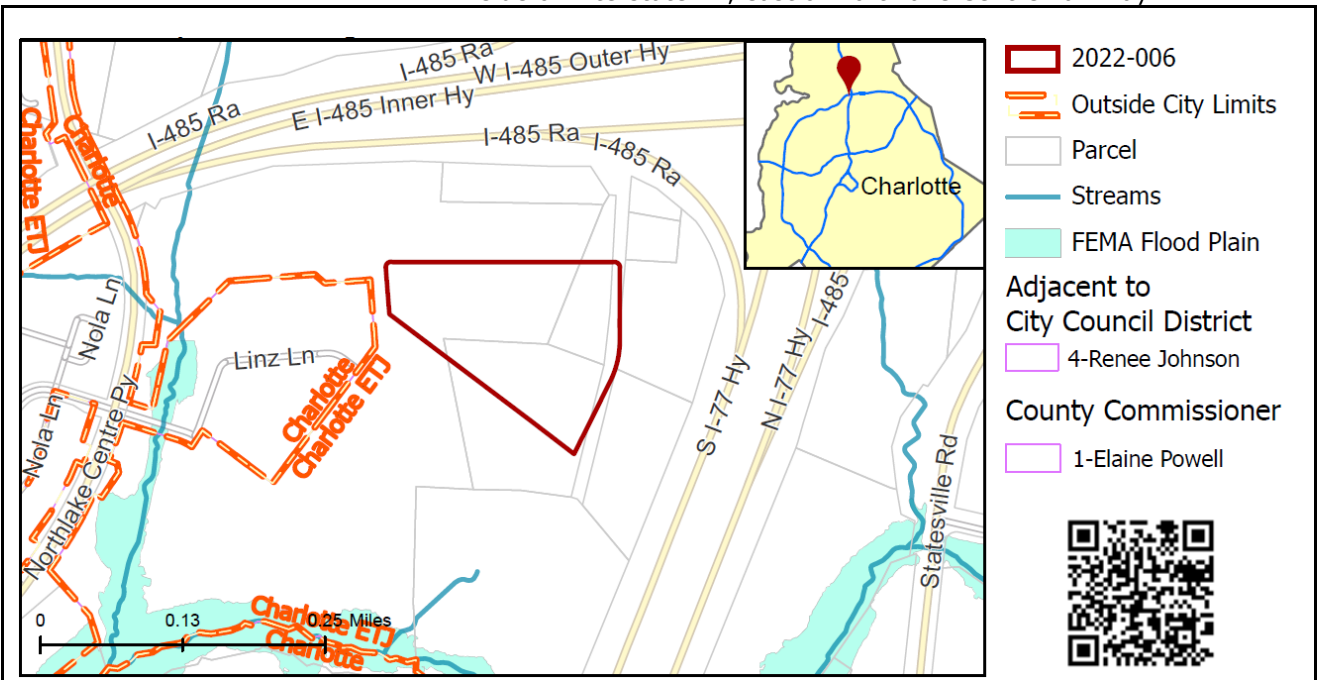 I-485 Ra
W I-485 Outer Hy
I-485 Ra
E I-485 Inner Hy
I-485 Ra
I-485 Ra
Charlotte
Charlotte ETJ
Charlotte
Charlotte
Nola Ln
Linz Ln
Charlotte
Charlotte ETJ
Nola Ln
Northlake Centre Py
S I-77 Hy
N I-77 Hy
I-485
Statesville Rd
Charlotte ETJ
Charlotte
0 0.13 0.25 Miles
2022-006
Outside City Limits
Parcel
Streams
FEMA Flood Plain
Adjacent to
City Council District
4-Renee Johnson
County Commissioner
1-Elaine Powell